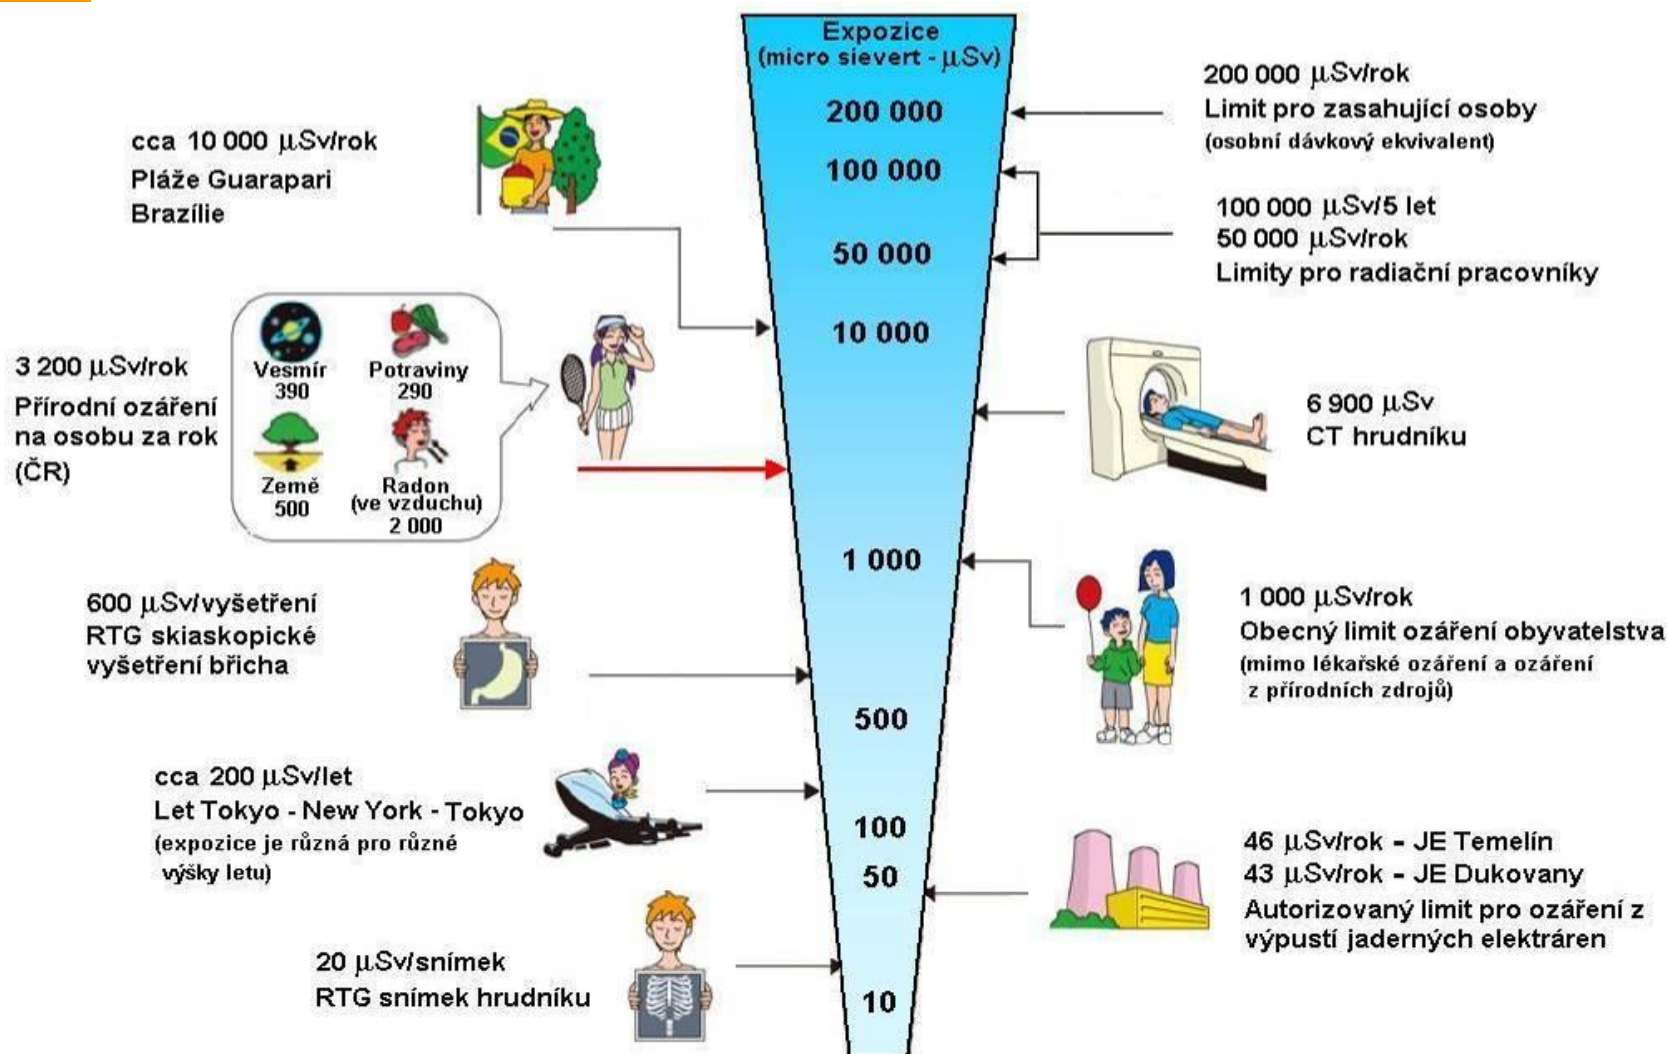 Expozice
(micro sievert - µSv)
200 000
100 000
50 000
10 000
1 000
500
100
50
10
cca 10 000 µSv/rok
Pláže Guarapari
Brazílie
3 200 µSv/rok
Přírodní ozáření
na osobu za rok
(ČR)
Vesmír
390
Potraviny
290
Země
500
Radon
(ve vzduchu)
2 000
600 µSv/vyšetření
RTG skiaskopické
vyšetření břicha
cca 200 µSv/let
Let Tokyo - New York - Tokyo
(expozice je různá pro různé
výšky letu)
20 µSv/snímek
RTG snímek hrudníku
200 000 µSv/rok
Limit pro zasahující osoby
(osobní dávkový ekvivalent)
100 000 µSv/5 let
50 000 µSv/rok
Limity pro radiační pracovníky
6 900 µSv
CT hrudníku
1 000 µSv/rok
Obecný limit ozáření obyvatelstva
(mimo lékařské ozáření a ozáření
z přírodních zdrojů)
46 µSv/rok - JE Temelín
43 µSv/rok - JE Dukovany
Autorizovaný limit pro ozáření z
výpustí jaderných elektráren